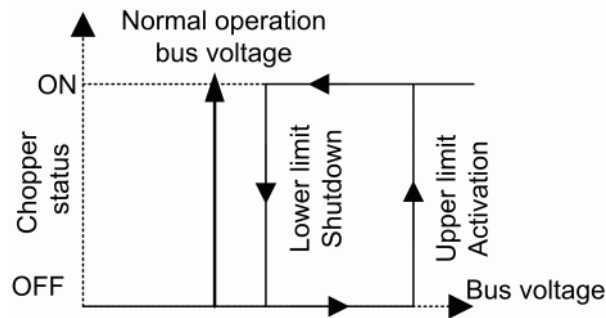 Normal operation
bus voltage
ON
Chopper
status
Lower limit
Shutdown
Upper limit
Activation
OFF
Bus voltage